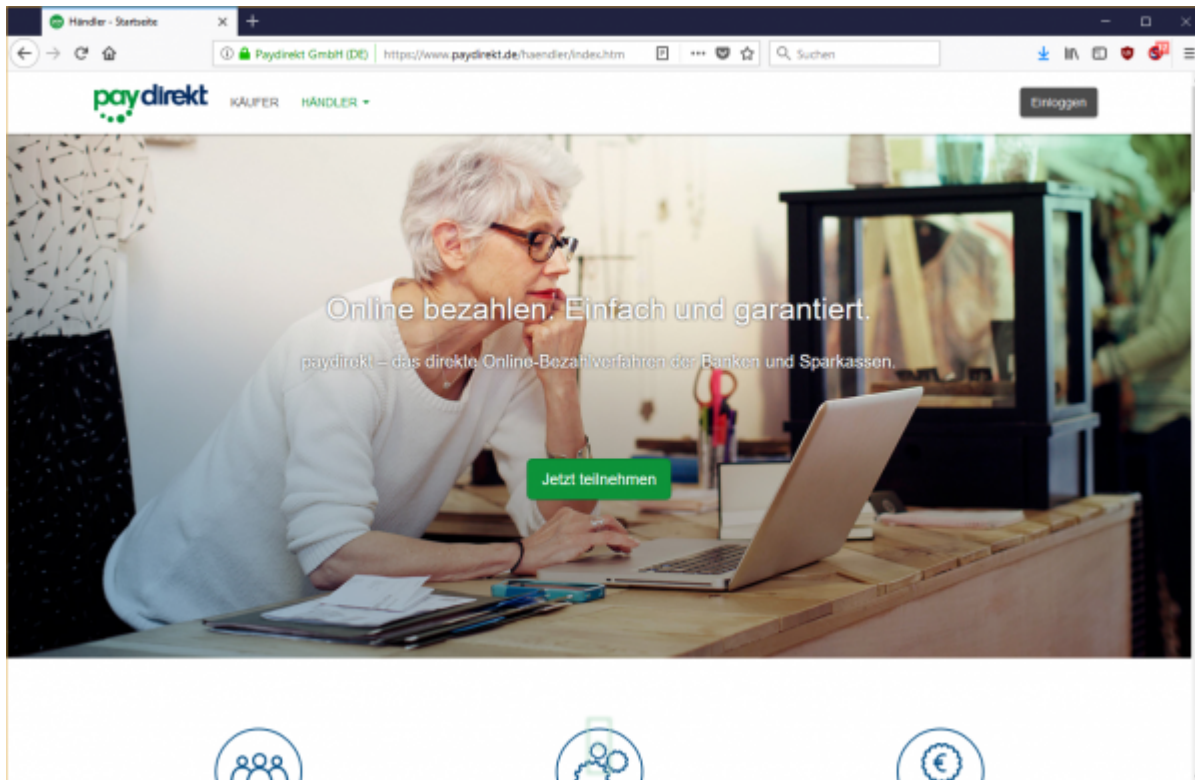 Händler - Startseite
Paydirekt GmbH (DE) https://www.paydirekt.de/haendler/index.htm Suchen
paydirekt KÄUFER HÄNDLER Einloggen
Online bezahlen. Einfach und garantiert.
paydirekt – das direkte Online-Bezahlverfahren der Banken und Sparkassen.
Jetzt teilnehmen
€